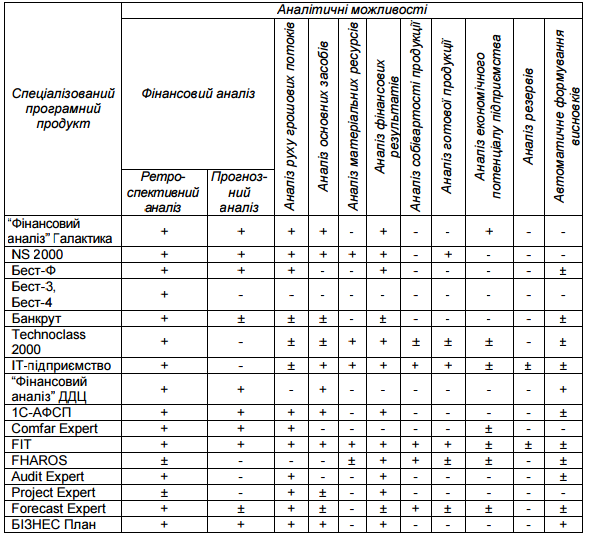 Аналітичні можливості
Спеціалізований
програмний
продукт
Фінансовий аналіз
Ретро-
спективний
аналіз
Прогноз-
ний
аналіз
Аналіз руху грошових потоків
Аналіз основних засобів
Аналіз матеріальних ресурсів
Аналіз фінансових
результатів
Аналіз собівартості продукції
Аналіз готової продукції
Аналіз економічного
потенціалу підприємства
Аналіз резервів
Автоматичне формування
висновків
“Фінансовий
аналіз” Галактика + + + + - + - - + - -
NS 2000 + + + + + + - + - - -
Бест-Ф + + + - - + - - - - ±
Бест-3,
Бест-4 + - - - - - - - - - -
Банкрут + ± ± ± - ± - - - - ±
Technoclass
2000 + - ± ± + + ± ± ± - ±
ІТ-підприємство + - ± + + + + + ± ± ±
“Фінансовий
аналіз” ДДЦ + + - + - - - - - - +
1С-АФСП + + + + - + - - - - ±
Comfar Expert + + + - - - - - ± - -
FIT + + + + + + + + ± ± ±
FHAROS ± - - - ± + + ± ± - ±
Audit Expert + - + - - + - - - - ±
Project Expert ± - + ± - + - - - - -
Forecast Expert + ± + ± - ± + ± ± - ±
БІЗНЕС План + + + + - + - - - - +